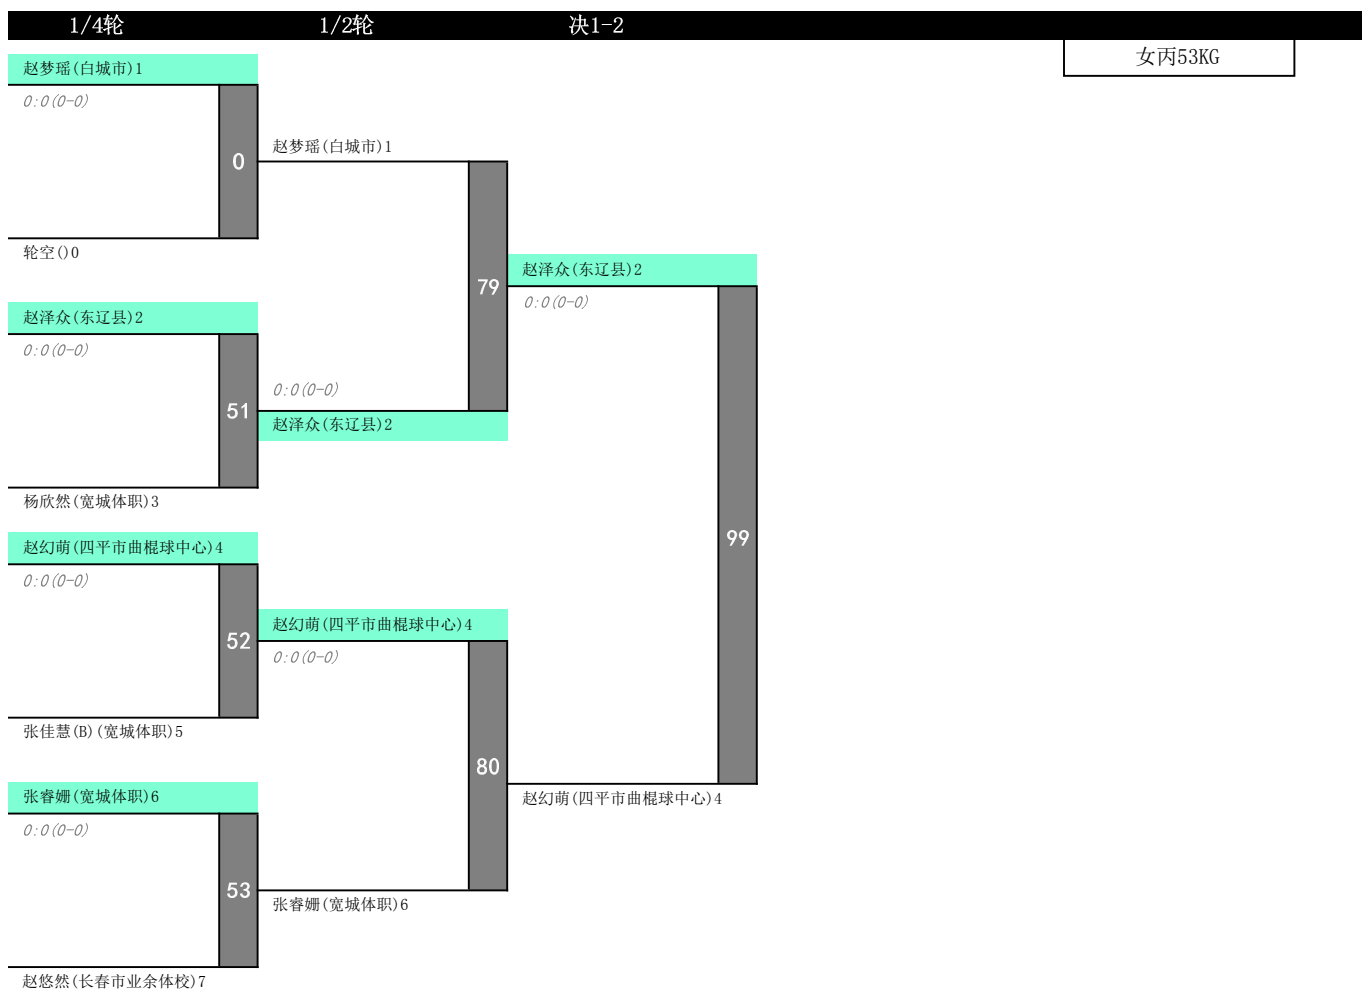 1/4轮
1/2轮
决1-2
女丙53KG
赵梦瑶(白城市)1
0:0(0-0)
0
轮空()0
赵泽众(东辽县)2
0:0(0-0)
51
杨欣然(宽城体职)3
赵幻萌(四平市曲棍球中心)4
0:0(0-0)
52
张佳慧(B)(宽城体职)5
张睿姗(宽城体职)6
0:0(0-0)
53
赵悠然(长春市业余体校)7
赵梦瑶(白城市)1
79
0:0(0-0)
赵泽众(东辽县)2
赵幻萌(四平市曲棍球中心)4
0:0(0-0)
80
张睿姗(宽城体职)6
赵泽众(东辽县)2
0:0(0-0)
99
赵幻萌(四平市曲棍球中心)4